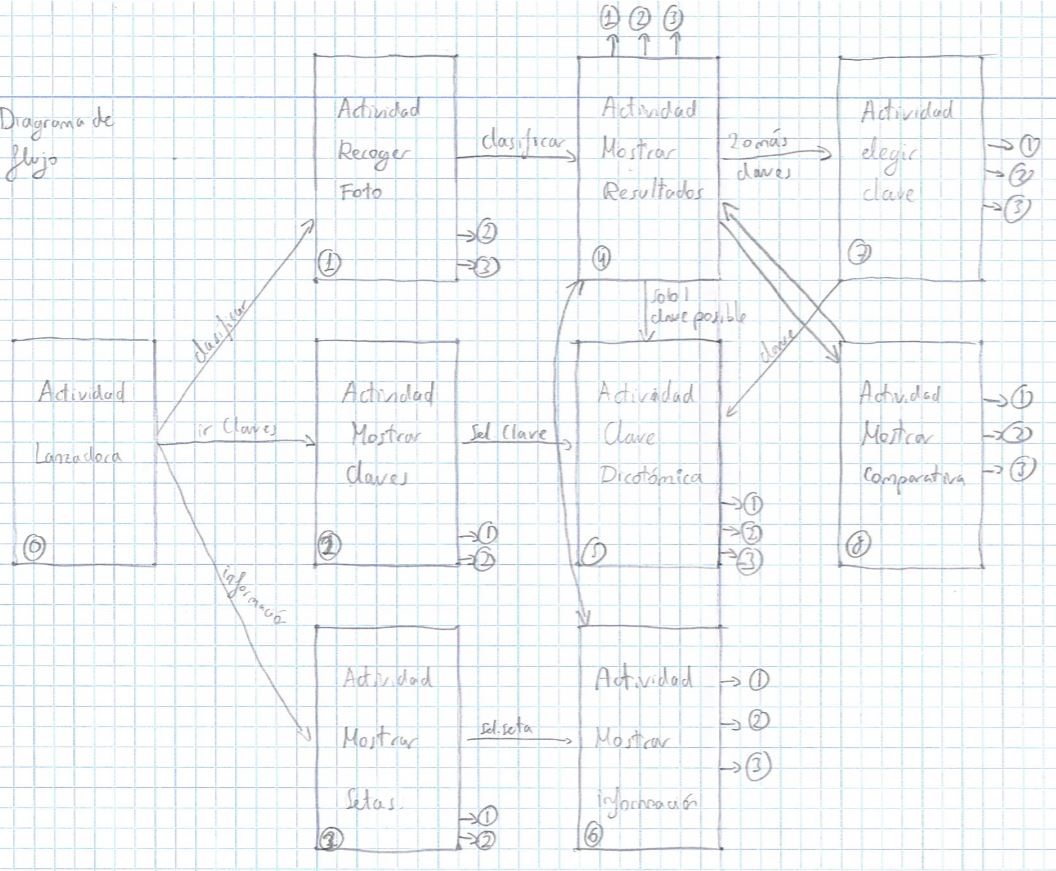 Diagrama de
flujo
① ② ③
Actividad
Recoger
Foto
→②
→③
①
clasificar
Actividad
Mostrar
Resultados
④
2 o más
claves
Actividad
elegir
clave
→①
→②
→③
⑦
clasificar
ir Claves
información
Actividad
Lanzadora
⓪
Actividad
Mostrar
Claves
→①
→②
②
Sel Clave
solo 1
clave posible
clave
Actividad
Clave
Dicotómica
→①
→②
→③
⑤
Actividad
Mostrar
Comparativa
→①
→②
→③
⑧
Actividad
Mostrar
Setas
→①
→②
③
sel. seta
Actividad
Mostrar
información
→①
→②
→③
⑥